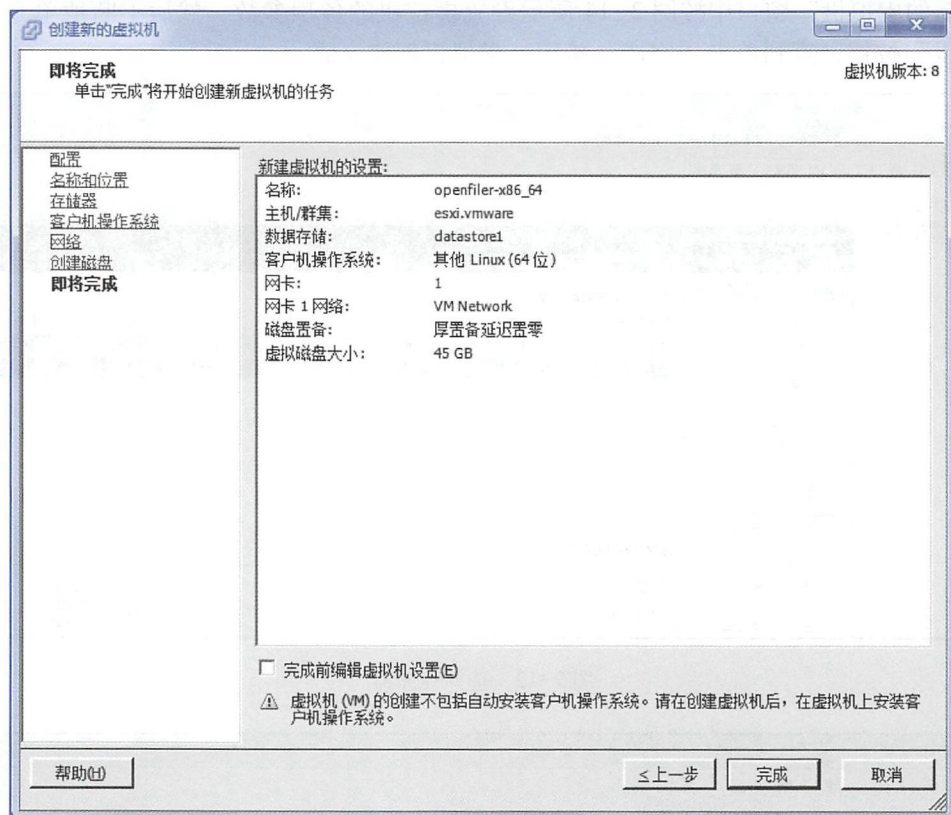 创建新的虚拟机
即将完成
单击"完成"将开始创建新虚拟机的任务
虚拟机版本: 8
配置
名称和位置
存储器
客户机操作系统
网络
创建磁盘
即将完成
新建虚拟机的设置:
名称: openfiler-x86_64
主机/群集: esxi.vmware
数据存储: datastore1
客户机操作系统: 其他 Linux (64 位)
网卡: 1
网卡 1 网络: VM Network
磁盘置备: 厚置备延迟置零
虚拟磁盘大小: 45 GB
完成前编辑虚拟机设置(E)
虚拟机 (VM) 的创建不包括自动安装客户机操作系统。请在创建虚拟机后，在虚拟机上安装客
户机操作系统。
帮助(H)
≤上一步
完成
取消